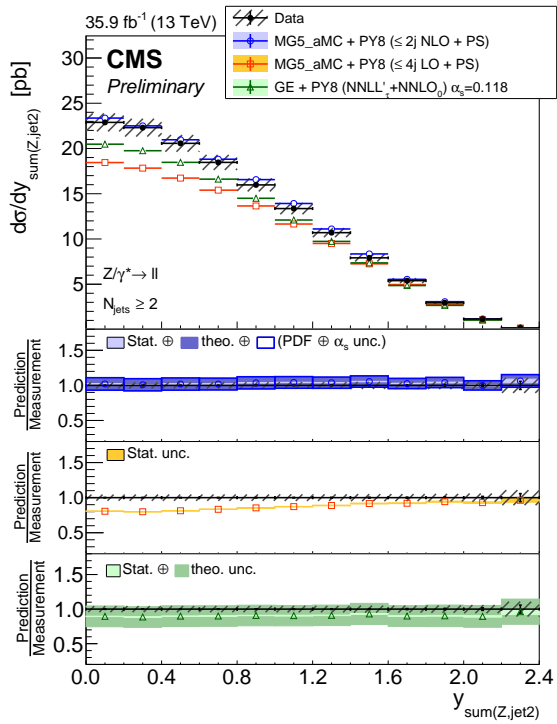 35.9 fb⁻¹ (13 TeV)
CMS
Preliminary
Data
MG5_aMC + PY8 (≤ 2j NLO + PS)
MG5_aMC + PY8 (≤ 4j LO + PS)
GE + PY8 (NNLL'τ+NNLO₀) αₛ=0.118
dσ/dy sum(Z,jet2) [pb]
30
25
20
15
10
5
Z/γ*→ ll
N jets ≥ 2
Stat. ⊕ theo. ⊕ (PDF ⊕ αₛ unc.)
Prediction
Measurement
1.5
1.0
0.5
Stat. unc.
Prediction
Measurement
1.5
1.0
0.5
Stat. ⊕ theo. unc.
Prediction
Measurement
1.5
1.0
0.5
0.0 0.4 0.8 1.2 1.6 2.0 2.4
y sum(Z,jet2)